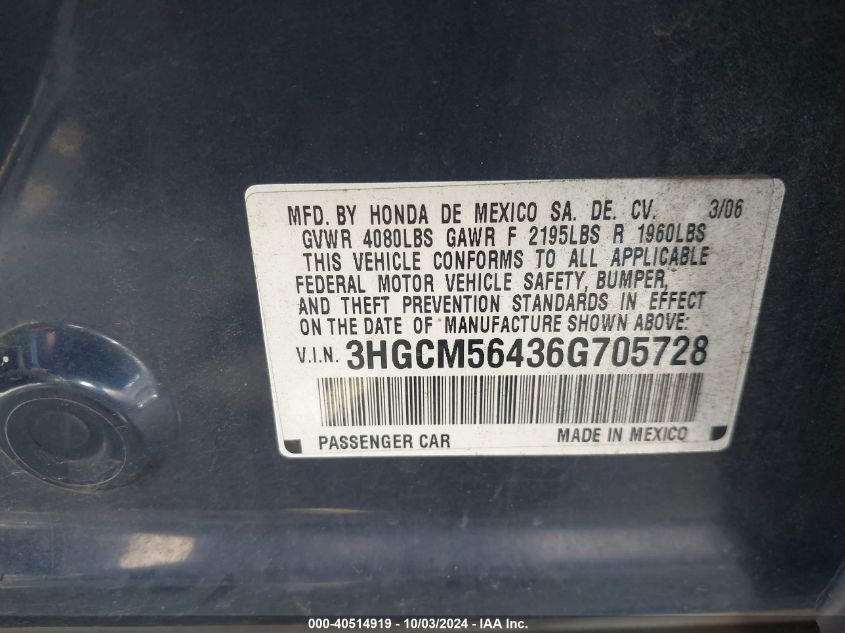 MFD. BY HONDA DE MEXICO SA. DE. CV. 3/06
GVWR 4080LBS GAWR F 2195LBS R 1960LBS
THIS VEHICLE CONFORMS TO ALL APPLICABLE
FEDERAL MOTOR VEHICLE SAFETY, BUMPER,
AND THEFT PREVENTION STANDARDS IN EFFECT
ON THE DATE OF MANUFACTURE SHOWN ABOVE:
V.I.N. 3HGCM56436G705728
PASSENGER CAR MADE IN MEXICO
000-40514919 - 10/03/2024 - IAA Inc.